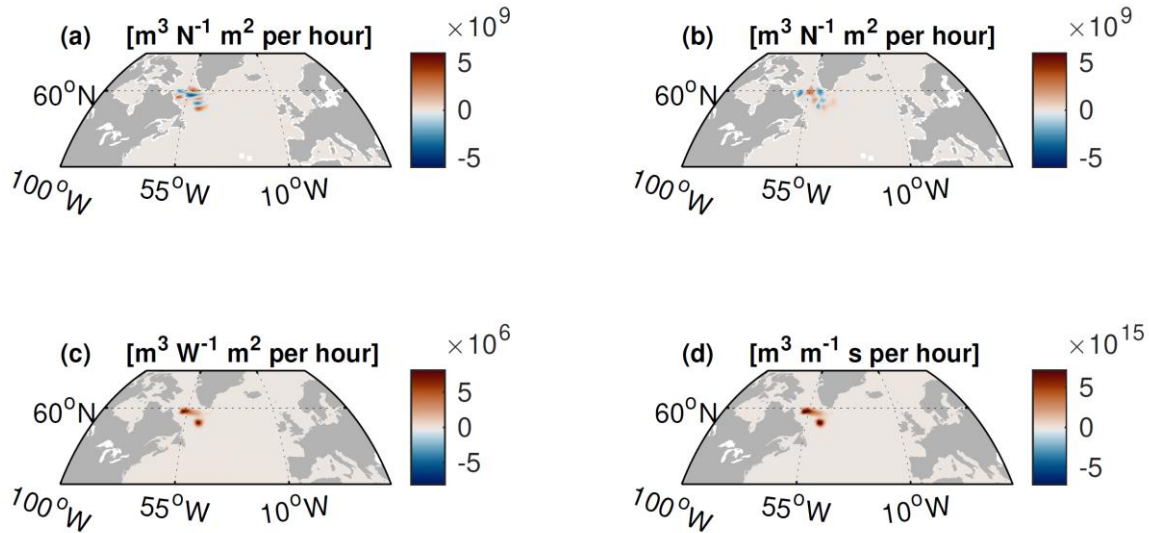 (a) [m³ N⁻¹ m² per hour]
×10⁹
5
0
-5
60°N
100°W
55°W
10°W
(b) [m³ N⁻¹ m² per hour]
×10⁹
5
0
-5
60°N
100°W
55°W
10°W
(c) [m³ W⁻¹ m² per hour]
×10⁶
5
0
-5
60°N
100°W
55°W
10°W
(d) [m³ m⁻¹ s per hour]
×10¹⁵
5
0
-5
60°N
100°W
55°W
10°W